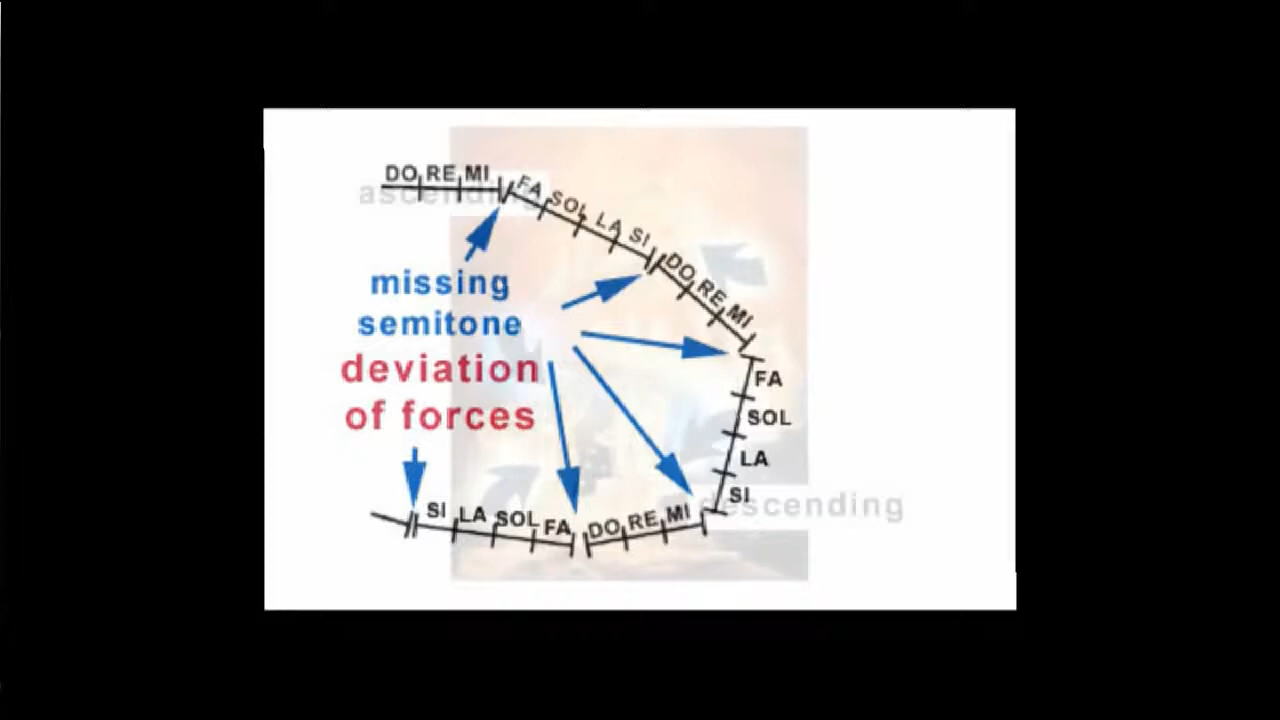 DO RE MI
FA SOL LA SI
ascending
DO RE MI
missing
semitone
deviation
of forces
FA
SOL
LA
SI
descending
SI LA SOL FA
DO RE MI